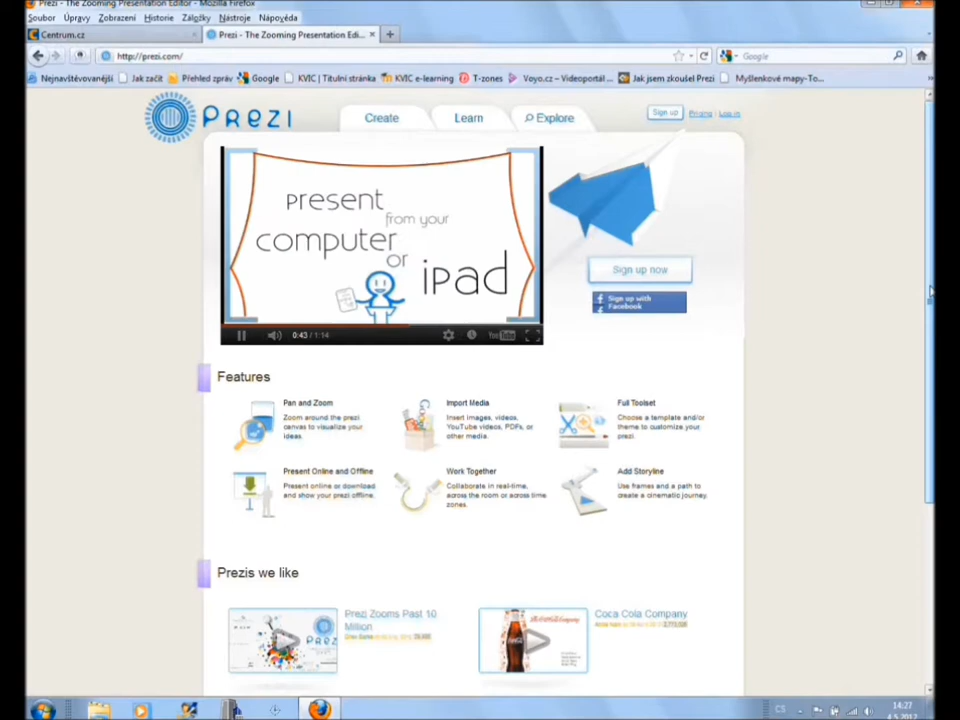 Prezi - The Zooming Presentation Editor - Mozilla Firefox
Soubor Úpravy Zobrazení Historie Záložky Nástroje Nápověda
Centrum.cz × Prezi - The Zooming Presentation Edi... × +
http://prezi.com/ Google
Nejnavštěvovanější Jak začít Přehled zpráv Google KVIC | Titulní stránka KVIC e-learning T-zones Voyo.cz – Videoportál ... Jak jsem zkoušel Prezi Myšlenkové mapy-To... »
PREZI
Create Learn Explore Sign up Pricing Log in
present
from your
computer
or
ipad
Sign up now
Sign up with
Facebook
0:43 / 1:14 YouTube
Features
Pan and Zoom
Zoom around the prezi
canvas to visualize your
ideas.
Import Media
Insert images, videos,
YouTube videos, PDFs, or
other media.
Full Toolset
Choose a template and/or
theme to customize your
prezi.
Present Online and Offline
Present online or download
and show your prezi offline.
Work Together
Collaborate in real-time,
across the room or across time
zones.
Add Storyline
Use frames and a path to
create a cinematic journey.
Prezis we like
Prezi Zooms Past 10
Million
Coca Cola Company
CS
14:27
4.5.2012